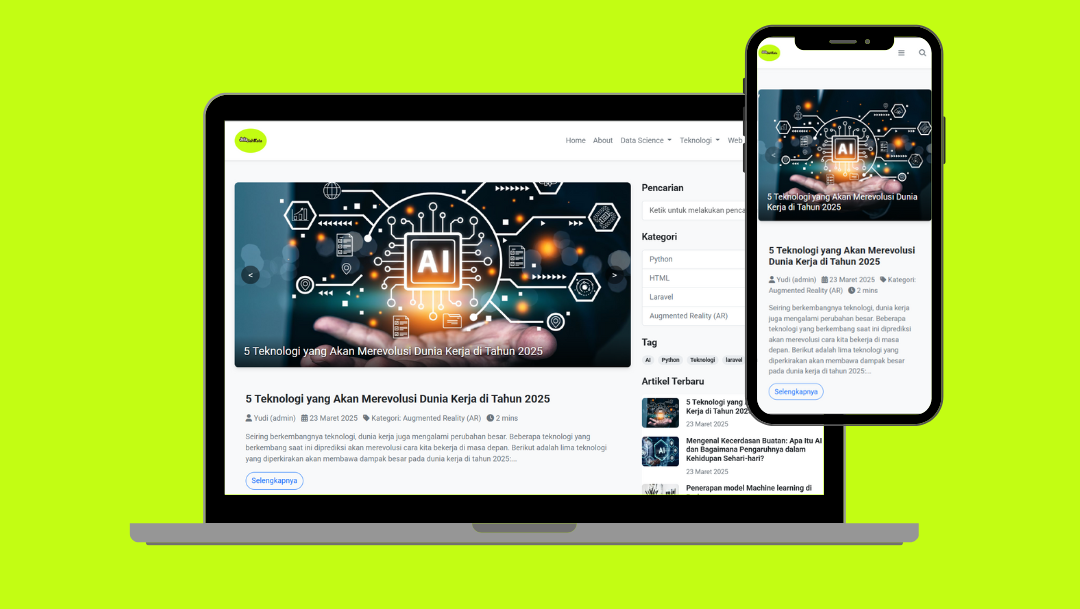 Home About Data Science Teknologi Web
AI
5 Teknologi yang Akan Merevolusi Dunia Kerja di Tahun 2025
5 Teknologi yang Akan Merevolusi Dunia Kerja di Tahun 2025
Yudi (admin) 23 Maret 2025 Kategori: Augmented Reality (AR) 2 mins
Seiring berkembangnya teknologi, dunia kerja juga mengalami perubahan besar. Beberapa teknologi yang
berkembang saat ini diprediksi akan merevolusi cara kita bekerja di masa depan. Berikut adalah lima teknologi
yang diperkirakan akan membawa dampak besar pada dunia kerja di tahun 2025:...
Selengkapnya
Pencarian
Ketik untuk melakukan penca
Kategori
Python
HTML
Laravel
Augmented Reality (AR)
Tag
AI Python Teknologi laravel
Artikel Terbaru
5 Teknologi yang
Kerja di Tahun 202
23 Maret 2025
Mengenal Kecerdasan Buatan: Apa Itu AI
dan Bagaimana Pengaruhnya dalam
Kehidupan Sehari-hari?
23 Maret 2025
Penerapan model Machine learning di
AI
5 Teknologi yang Akan Merevolusi Dunia
Kerja di Tahun 2025
5 Teknologi yang Akan Merevolusi
Dunia Kerja di Tahun 2025
Yudi (admin) 23 Maret 2025 Kategori:
Augmented Reality (AR) 2 mins
Seiring berkembangnya teknologi, dunia kerja
juga mengalami perubahan besar. Beberapa
teknologi yang berkembang saat ini diprediksi
akan merevolusi cara kita bekerja di masa
depan. Berikut adalah lima teknologi yang
diperkirakan akan membawa dampak besar
pada dunia kerja di tahun 2025:...
Selengkapnya